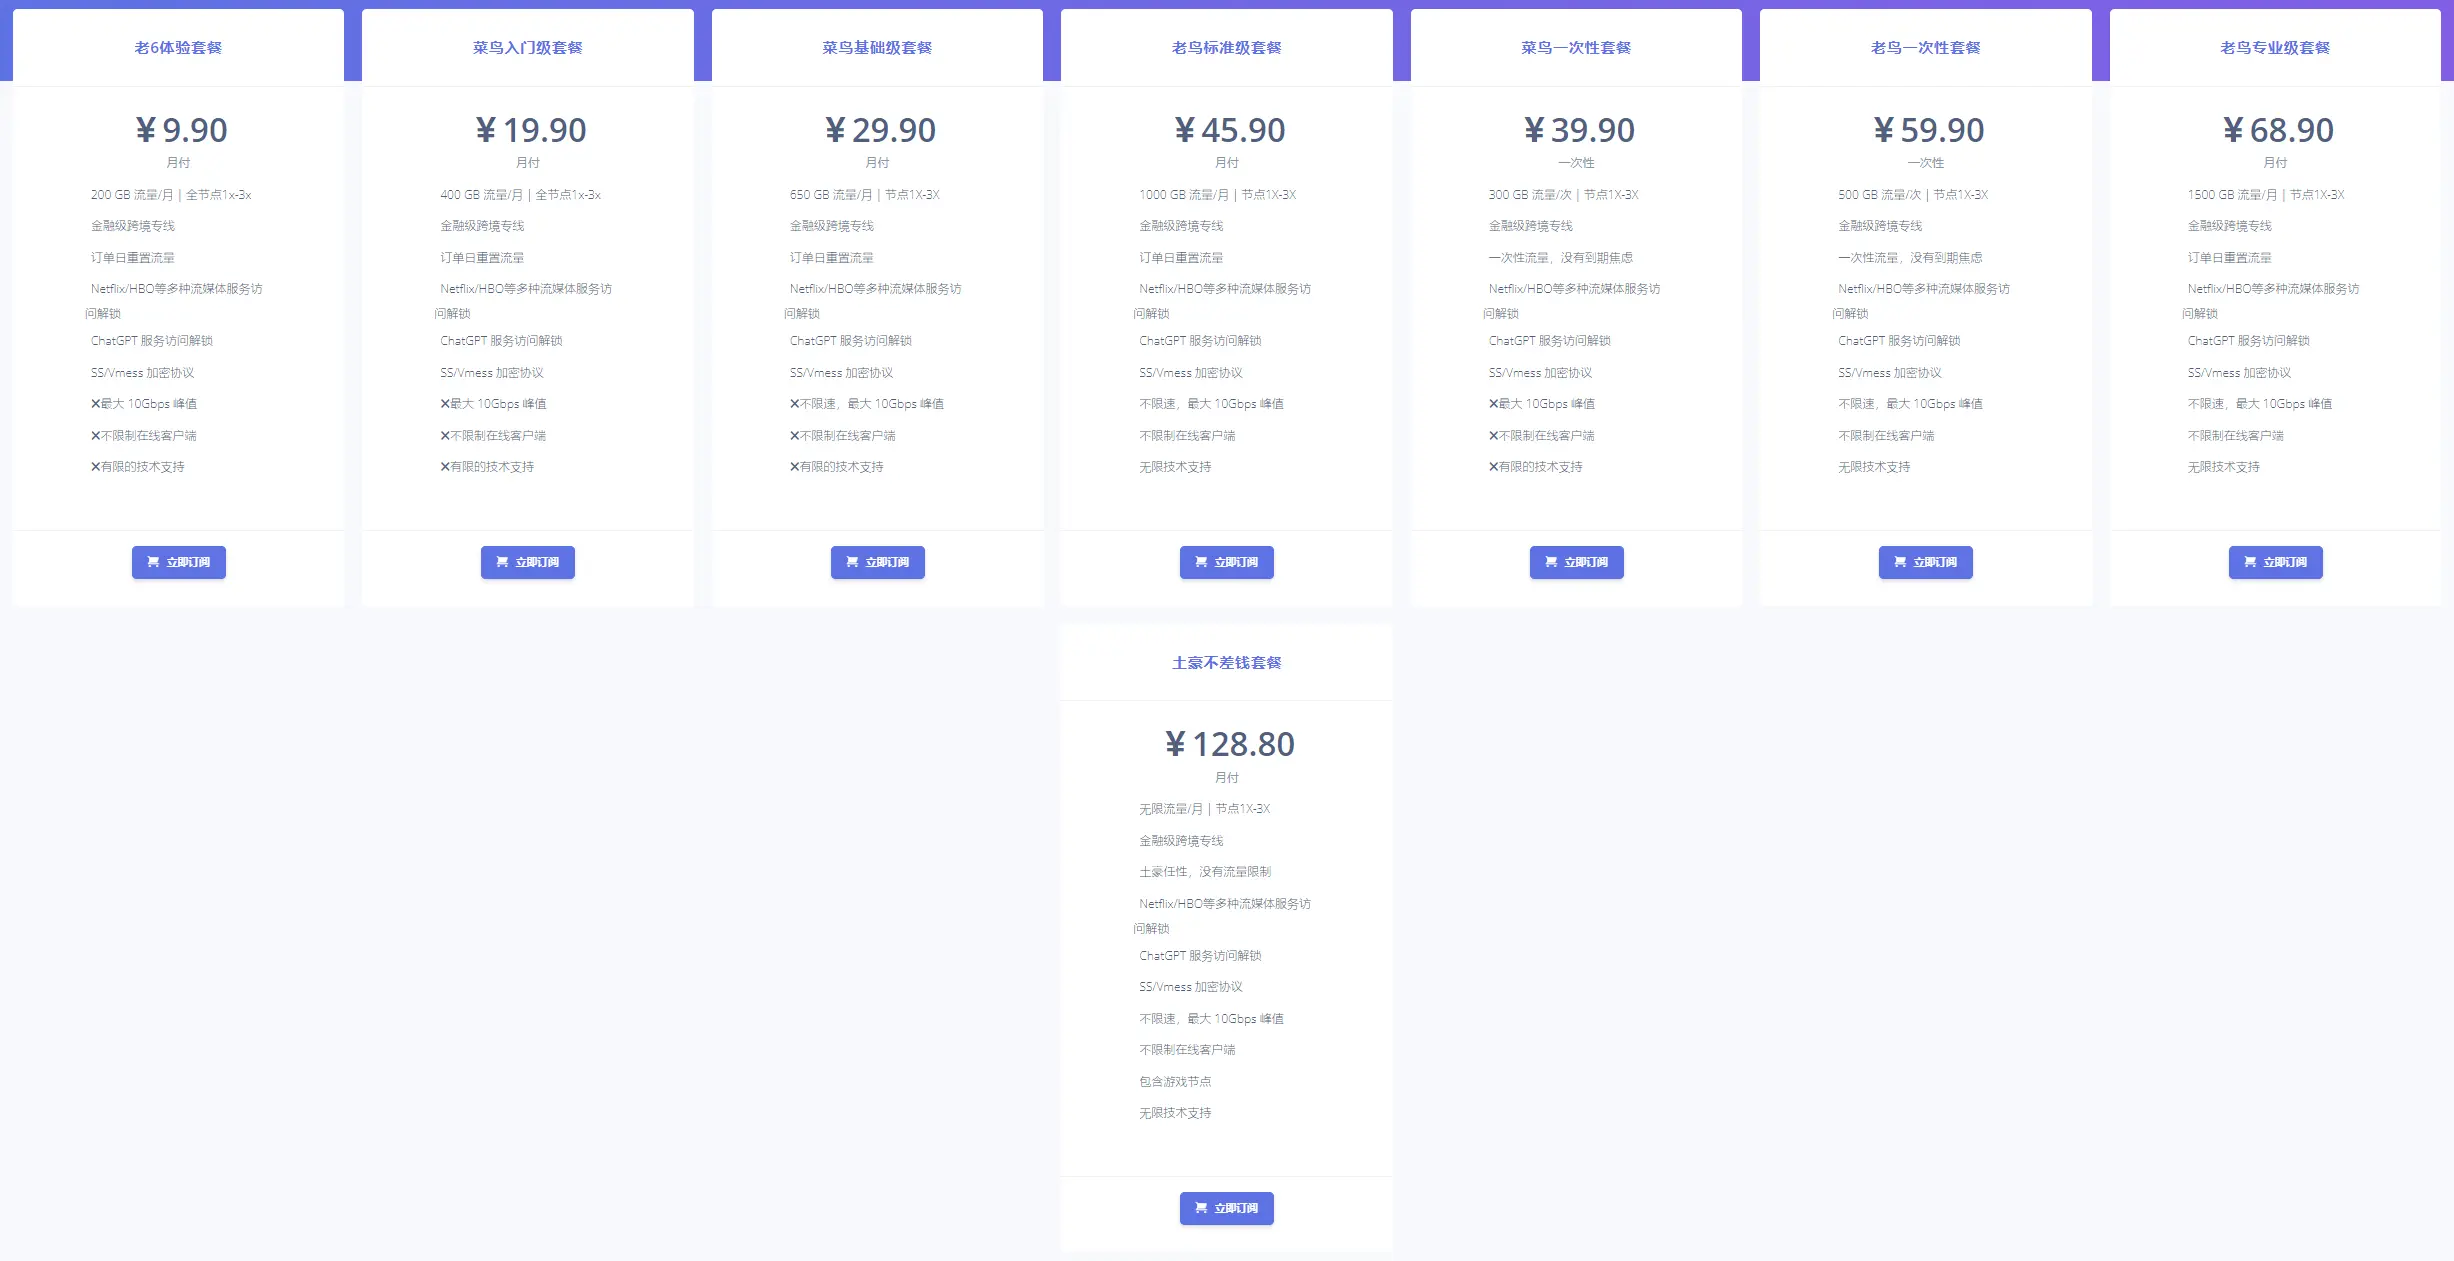 老6体验套餐
¥ 9.90
月付
200 GB 流量/月 | 全节点1x-3x
金融级跨境专线
订单日重置流量
Netflix/HBO等多种流媒体服务访
问解锁
ChatGPT 服务访问解锁
SS/Vmess 加密协议
✕最大 10Gbps 峰值
✕不限制在线客户端
✕有限的技术支持
立即订阅
菜鸟入门级套餐
¥ 19.90
月付
400 GB 流量/月 | 全节点1x-3x
金融级跨境专线
订单日重置流量
Netflix/HBO等多种流媒体服务访
问解锁
ChatGPT 服务访问解锁
SS/Vmess 加密协议
✕最大 10Gbps 峰值
✕不限制在线客户端
✕有限的技术支持
立即订阅
菜鸟基础级套餐
¥ 29.90
月付
650 GB 流量/月 | 节点1X-3X
金融级跨境专线
订单日重置流量
Netflix/HBO等多种流媒体服务访
问解锁
ChatGPT 服务访问解锁
SS/Vmess 加密协议
✕不限速，最大 10Gbps 峰值
✕不限制在线客户端
✕有限的技术支持
立即订阅
老鸟标准级套餐
¥ 45.90
月付
1000 GB 流量/月 | 节点1X-3X
金融级跨境专线
订单日重置流量
Netflix/HBO等多种流媒体服务访
问解锁
ChatGPT 服务访问解锁
SS/Vmess 加密协议
不限速，最大 10Gbps 峰值
不限制在线客户端
无限技术支持
立即订阅
菜鸟一次性套餐
¥ 39.90
一次性
300 GB 流量/次 | 节点1X-3X
金融级跨境专线
一次性流量，没有到期焦虑
Netflix/HBO等多种流媒体服务访
问解锁
ChatGPT 服务访问解锁
SS/Vmess 加密协议
✕最大 10Gbps 峰值
✕不限制在线客户端
✕有限的技术支持
立即订阅
老鸟一次性套餐
¥ 59.90
一次性
500 GB 流量/次 | 节点1X-3X
金融级跨境专线
一次性流量，没有到期焦虑
Netflix/HBO等多种流媒体服务访
问解锁
ChatGPT 服务访问解锁
SS/Vmess 加密协议
不限速，最大 10Gbps 峰值
不限制在线客户端
无限技术支持
立即订阅
老鸟专业级套餐
¥ 68.90
月付
1500 GB 流量/月 | 节点1X-3X
金融级跨境专线
订单日重置流量
Netflix/HBO等多种流媒体服务访
问解锁
ChatGPT 服务访问解锁
SS/Vmess 加密协议
不限速，最大 10Gbps 峰值
不限制在线客户端
无限技术支持
立即订阅
土豪不差钱套餐
¥ 128.80
月付
无限流量/月 | 节点1X-3X
金融级跨境专线
土豪任性，没有流量限制
Netflix/HBO等多种流媒体服务访
问解锁
ChatGPT 服务访问解锁
SS/Vmess 加密协议
不限速，最大 10Gbps 峰值
不限制在线客户端
包含游戏节点
无限技术支持
立即订阅